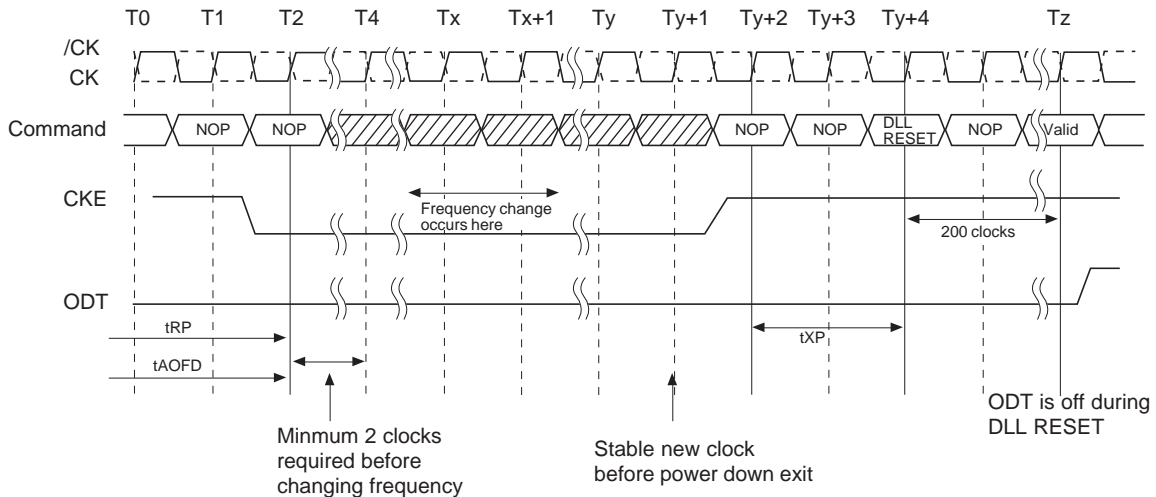 T0 T1 T2 T4 Tx Tx+1 Ty Ty+1 Ty+2 Ty+3 Ty+4 Tz
/CK
CK
Command NOP NOP NOP NOP DLL RESET NOP Valid
CKE
Frequency change
occurs here
200 clocks
ODT
tRP
tXP
tAOFD
ODT is off during
DLL RESET
Minmum 2 clocks
required before
changing frequency
Stable new clock
before power down exit